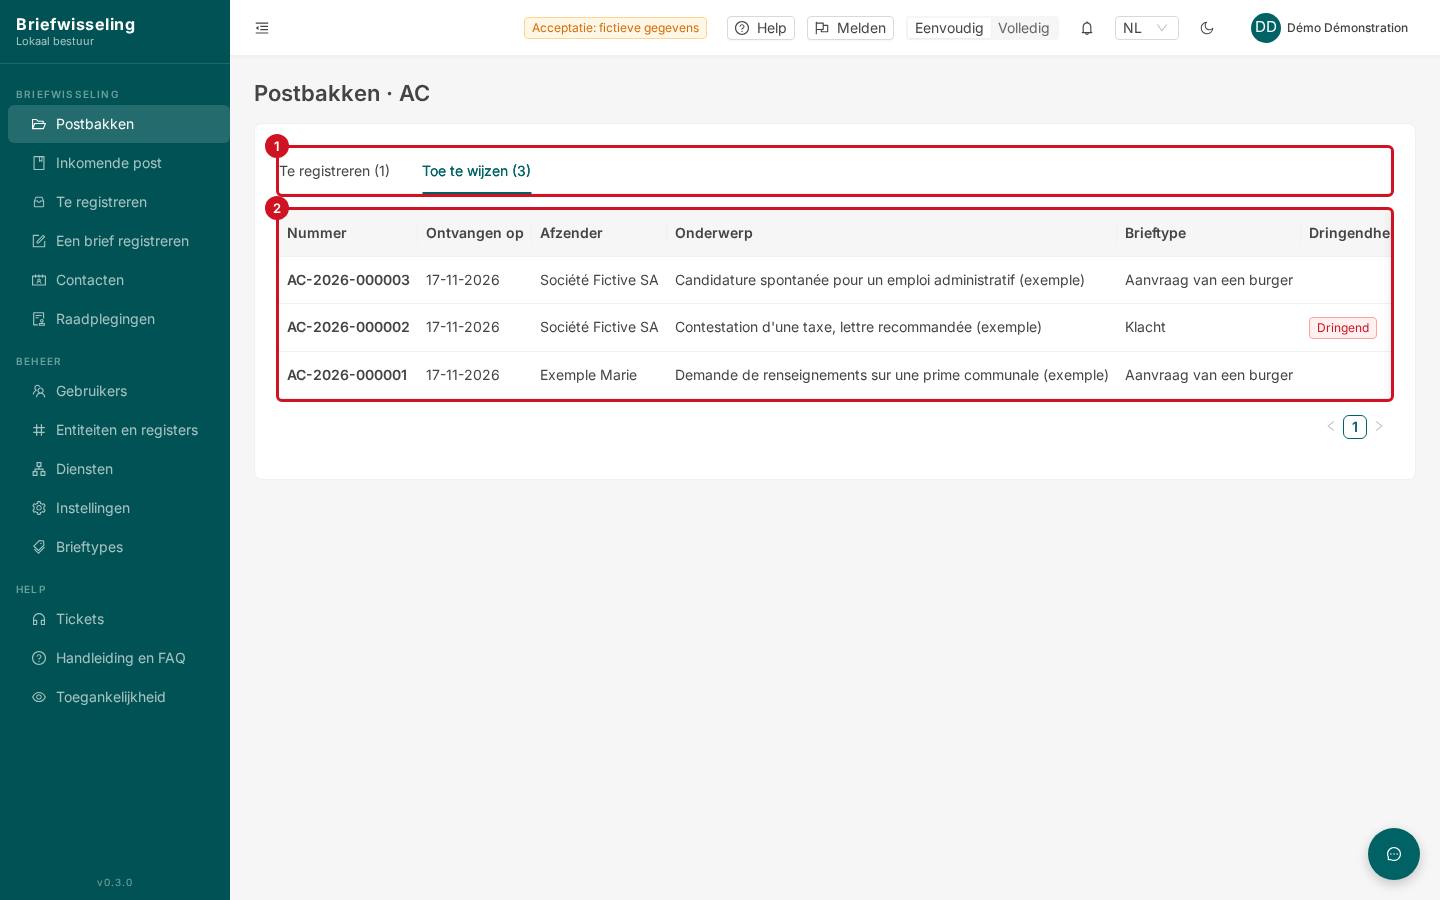 Briefwisseling
Lokaal bestuur
BRIEFWISSELING
Postbakken
Inkomende post
Te registreren
Een brief registreren
Contacten
Raadplegingen
BEHEER
Gebruikers
Entiteiten en registers
Diensten
Instellingen
Brieftypes
HELP
Tickets
Handleiding en FAQ
Toegankelijkheid
v0.3.0
Acceptatie: fictieve gegevens Help Melden Eenvoudig Volledig NL DD Démo Démonstration
Postbakken · AC
1
Te registreren (1) Toe te wijzen (3)
2
Nummer Ontvangen op Afzender Onderwerp Brieftype Dringendhe
AC-2026-000003 17-11-2026 Société Fictive SA Candidature spontanée pour un emploi administratif (exemple) Aanvraag van een burger
AC-2026-000002 17-11-2026 Société Fictive SA Contestation d'une taxe, lettre recommandée (exemple) Klacht Dringend
AC-2026-000001 17-11-2026 Exemple Marie Demande de renseignements sur une prime communale (exemple) Aanvraag van een burger
1